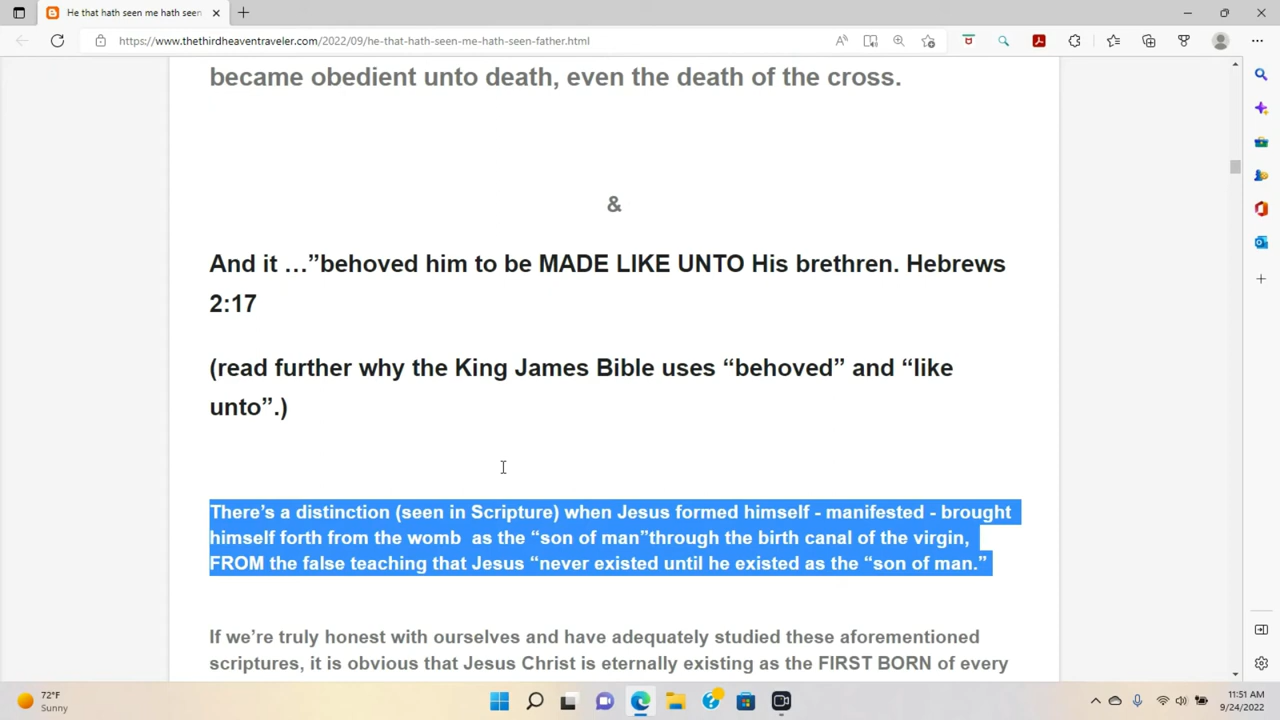 He that hath seen me hath seen
https://www.thethirdheaventraveler.com/2022/09/he-that-hath-seen-me-hath-seen-father.html
became obedient unto death, even the death of the cross.
&
And it …”behoved him to be MADE LIKE UNTO His brethren. Hebrews
2:17
(read further why the King James Bible uses “behoved” and “like
unto”.)
There’s a distinction (seen in Scripture) when Jesus formed himself - manifested - brought
himself forth from the womb  as the “son of man”through the birth canal of the virgin,
FROM the false teaching that Jesus “never existed until he existed as the “son of man.”
If we’re truly honest with ourselves and have adequately studied these aforementioned
scriptures, it is obvious that Jesus Christ is eternally existing as the FIRST BORN of every
72°F
Sunny
11:51 AM
9/24/2022